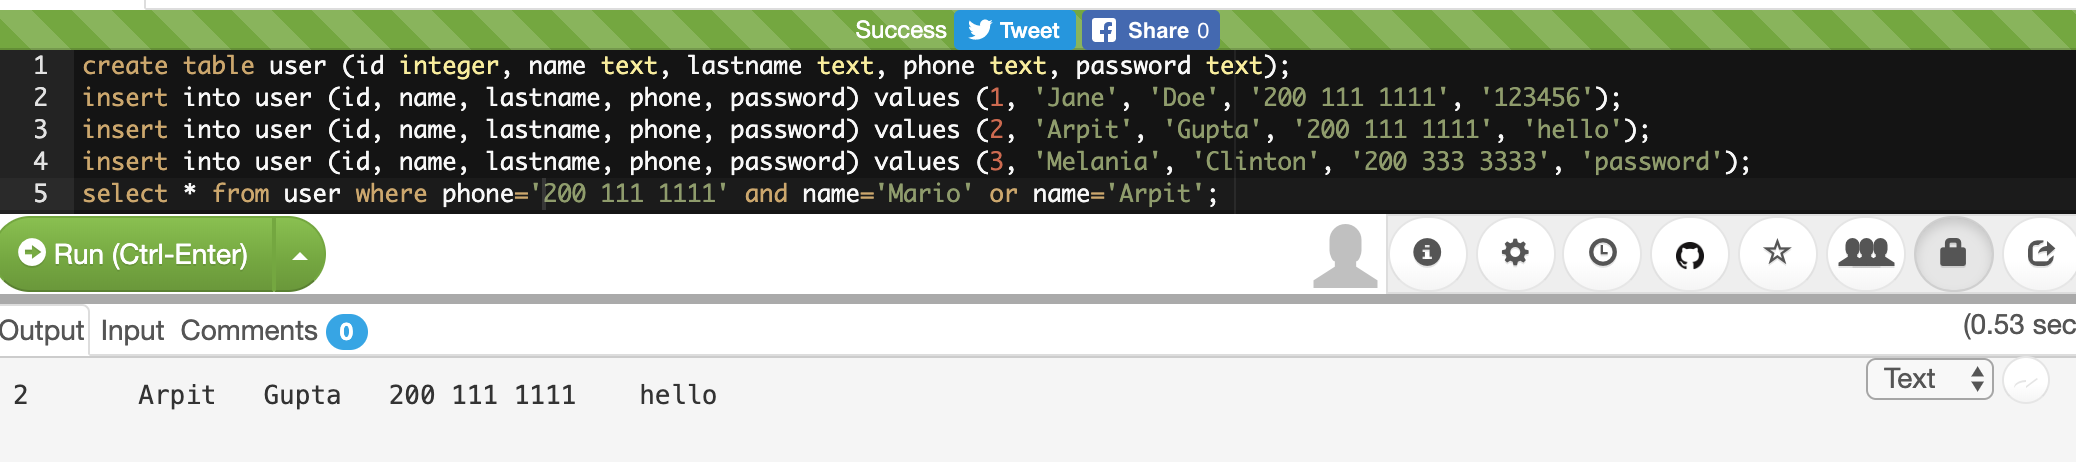 Success Tweet Share 0
1 create table user (id integer, name text, lastname text, phone text, password text);
2 insert into user (id, name, lastname, phone, password) values (1, 'Jane', 'Doe', '200 111 1111', '123456');
3 insert into user (id, name, lastname, phone, password) values (2, 'Arpit', 'Gupta', '200 111 1111', 'hello');
4 insert into user (id, name, lastname, phone, password) values (3, 'Melania', 'Clinton', '200 333 3333', 'password');
5 select * from user where phone='200 111 1111' and name='Mario' or name='Arpit';
Run (Ctrl-Enter)
Output Input Comments 0 (0.53 sec
Text
2 Arpit Gupta 200 111 1111 hello